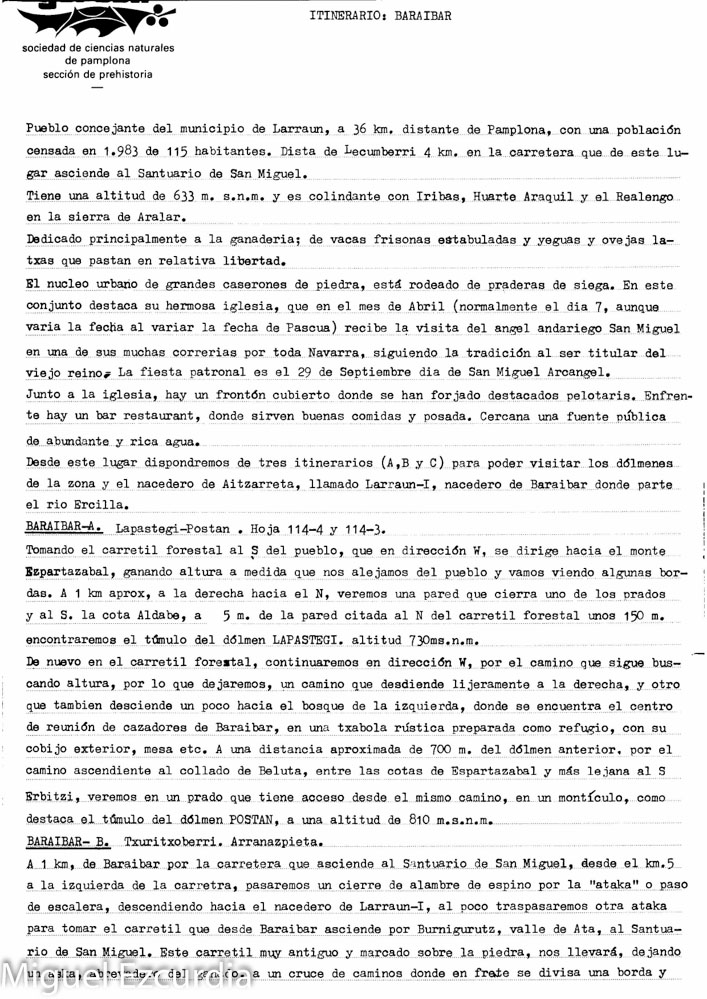 ITINERARIO: BARAIBAR
sociedad de ciencias naturales
de pamplona
sección de prehistoria
Pueblo concejante del municipio de Larraun, a 36 km. distante de Pamplona, con una población
censada en 1.983 de 115 habitantes. Dista de Lecumberri 4 km. en la carretera que de este lu-
gar asciende al Santuario de San Miguel.
Tiene una altitud de 633 m. s.n.m. y es colindante con Iribas, Huarte Araquil y el Realengo
en la sierra de Aralar.
Dedicado principalmente a la ganaderia; de vacas frisonas estabuladas y yeguas y ovejas la-
txas que pastan en relativa libertad.
El nucleo urbano de grandes caserones de piedra, está rodeado de praderas de siega. En este
conjunto destaca su hermosa iglesia, que en el mes de Abril (normalmente el dia 7, aunque
varia la fecha al variar la fecha de Pascua) recibe la visita del angel andariego San Miguel
en una de sus muchas correrias por toda Navarra, siguiendo la tradición al ser titular del
viejo reino. La fiesta patronal es el 29 de Septiembre dia de San Miguel Arcangel.
Junto a la iglesia, hay un frontón cubierto donde se han forjado destacados pelotaris. Enfren-
te hay un bar restaurant, donde sirven buenas comidas y posada. Cercana una fuente pública
de abundante y rica agua.
Desde este lugar dispondremos de tres itinerarios (A,B y C) para poder visitar los dólmenes
de la zona y el nacedero de Aitzarreta, llamado Larraun-I, nacedero de Baraibar donde parte
el rio Ercilla.
BARAIBAR-A. Lapastegi-Postan . Hoja 114-4 y 114-3.
Tomando el carretil forestal al S del pueblo, que en dirección W, se dirige hacia el monte
Ezpartazabal, ganando altura a medida que nos alejamos del pueblo y vamos viendo algunas bor-
das. A 1 km aprox, a la derecha hacia el N, veremos una pared que cierra uno de los prados
y al S. la cota Aldabe, a 5 m. de la pared citada al N del carretil forestal unos 150 m.
encontraremos el túmulo del dólmen LAPASTEGI. altitud 730ms.n.m.
De nuevo en el carretil forestal, continuaremos en dirección W, por el camino que sigue bus-
cando altura, por lo que dejaremos, un camino que desdiende lijeramente a la derecha, y otro
que tambien desciende un poco hacia el bosque de la izquierda, donde se encuentra el centro
de reunión de cazadores de Baraibar, en una txabola rústica preparada como refugio, con su
cobijo exterior, mesa etc. A una distancia aproximada de 700 m. del dólmen anterior. por el
camino ascendiente al collado de Beluta, entre las cotas de Espartazabal y más lejana al S
Erbitzi, veremos en un prado que tiene acceso desde el mismo camino, en un montículo, como
destaca el túmulo del dólmen POSTAN, a una altitud de 810 m.s.n.m.
BARAIBAR- B. Txuritxoberri. Arranazpieta.
A 1 km, de Baraibar por la carretera que asciende al Santuario de San Miguel, desde el km.5
a la izquierda de la carretra, pasaremos un cierre de alambre de espino por la "ataka" o paso
de escalera, descendiendo hacia el nacedero de Larraun-I, al poco traspasaremos otra ataka
para tomar el carretil que desde Baraibar asciende por Burnigurutz, valle de Ata, al Santua-
rio de San Miguel. Este carretil muy antiguo y marcado sobre la piedra, nos llevará, dejando
un aska, abrevadero del ganado. a un cruce de caminos donde en frete se divisa una borda y
Miguel Ezcurdia